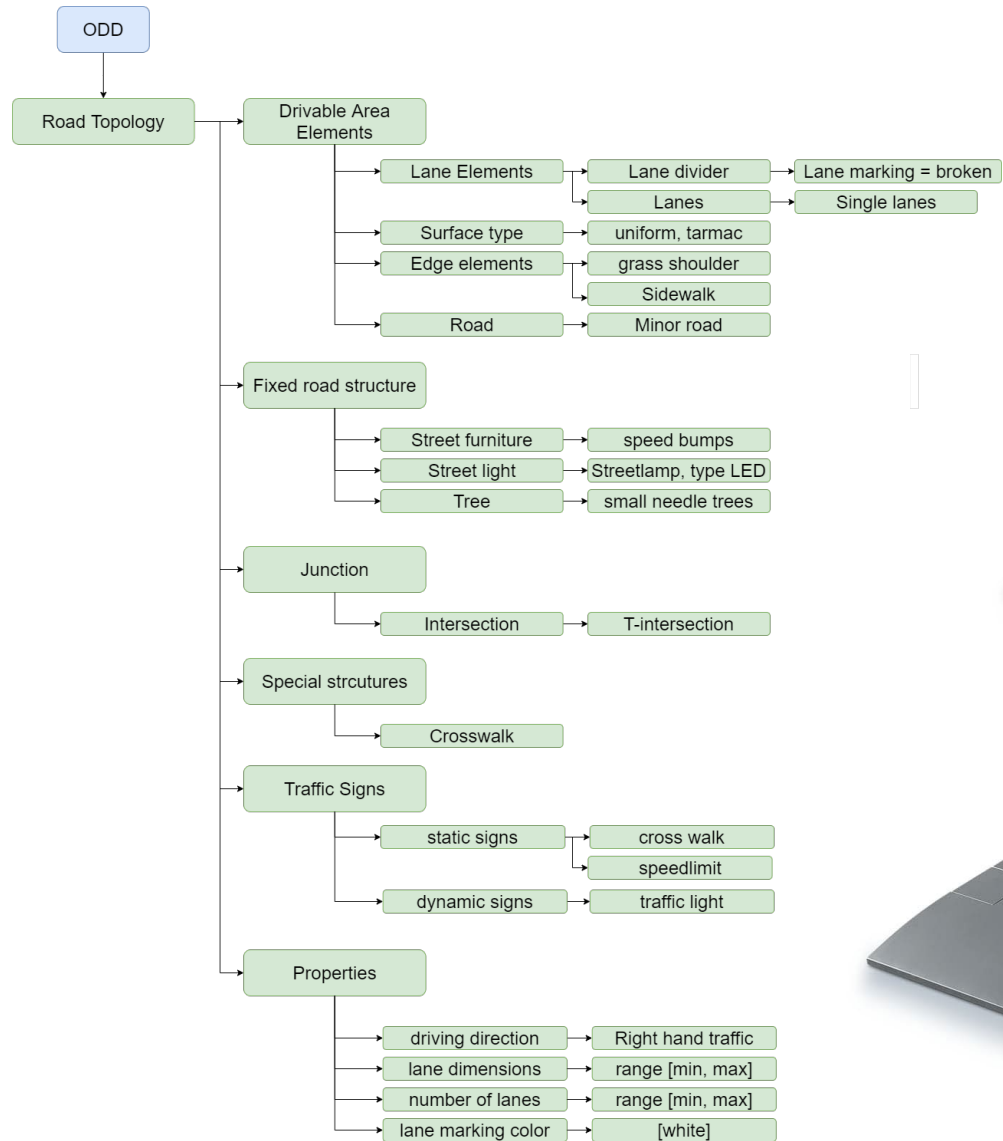 ODD
Road Topology
Drivable Area
Elements
Lane Elements
Lane divider
Lane marking = broken
Lanes
Single lanes
Surface type
uniform, tarmac
Edge elements
grass shoulder
Sidewalk
Road
Minor road
Fixed road structure
Street furniture
speed bumps
Street light
Streetlamp, type LED
Tree
small needle trees
Junction
Intersection
T-intersection
Special strcutures
Crosswalk
Traffic Signs
static signs
cross walk
speedlimit
dynamic signs
traffic light
Properties
driving direction
Right hand traffic
lane dimensions
range [min, max]
number of lanes
range [min, max]
lane marking color
[white]